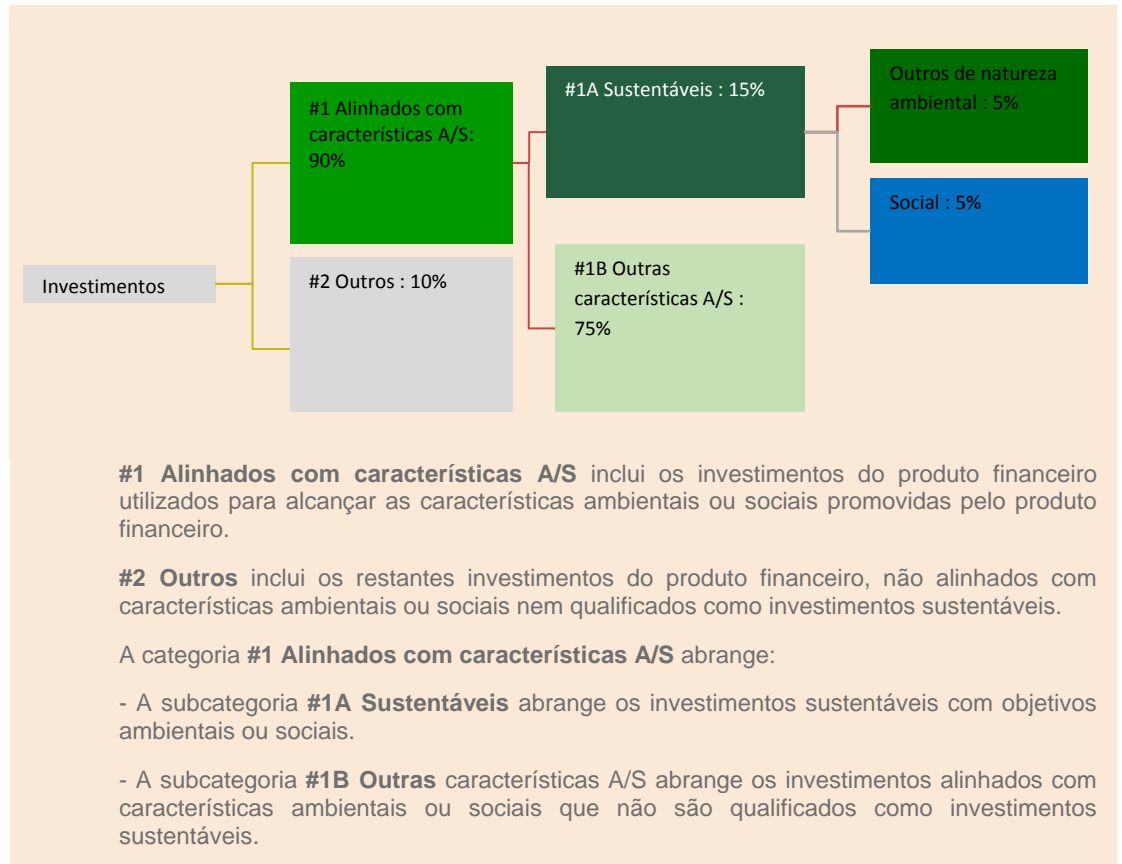 Investimentos
#1 Alinhados com
características A/S:
90%
#2 Outros : 10%
#1A Sustentáveis : 15%
#1B Outras
características A/S :
75%
Outros de natureza
ambiental : 5%
Social : 5%
#1 Alinhados com características A/S inclui os investimentos do produto financeiro
utilizados para alcançar as características ambientais ou sociais promovidas pelo produto
financeiro.
#2 Outros inclui os restantes investimentos do produto financeiro, não alinhados com
características ambientais ou sociais nem qualificados como investimentos sustentáveis.
A categoria #1 Alinhados com características A/S abrange:
- A subcategoria #1A Sustentáveis abrange os investimentos sustentáveis com objetivos
ambientais ou sociais.
- A subcategoria #1B Outras características A/S abrange os investimentos alinhados com
características ambientais ou sociais que não são qualificados como investimentos
sustentáveis.